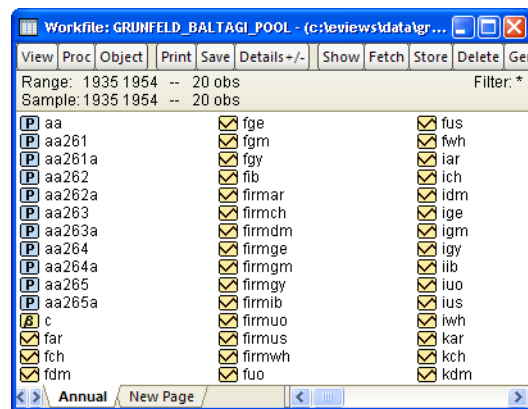 Workfile: GRUNFELD_BALTAGI_POOL - (c:\eviews\data\gr...
View Proc Object Print Save Details+/- Show Fetch Store Delete Ge
Range: 1935 1954 -- 20 obs Filter: *
Sample: 1935 1954 -- 20 obs
P aa fge fus
P aa261 fgm fwh
P aa261a fgy iar
P aa262 fib ich
P aa262a firmar idm
P aa263 firmch ige
P aa263a firmdm igm
P aa264 firmge igy
P aa264a firmgm iib
P aa265 firmgy iuo
P aa265a firmib ius
β c firmuo iwh
far firmus kar
fch firmwh kch
fdm fuo kdm
Annual New Page